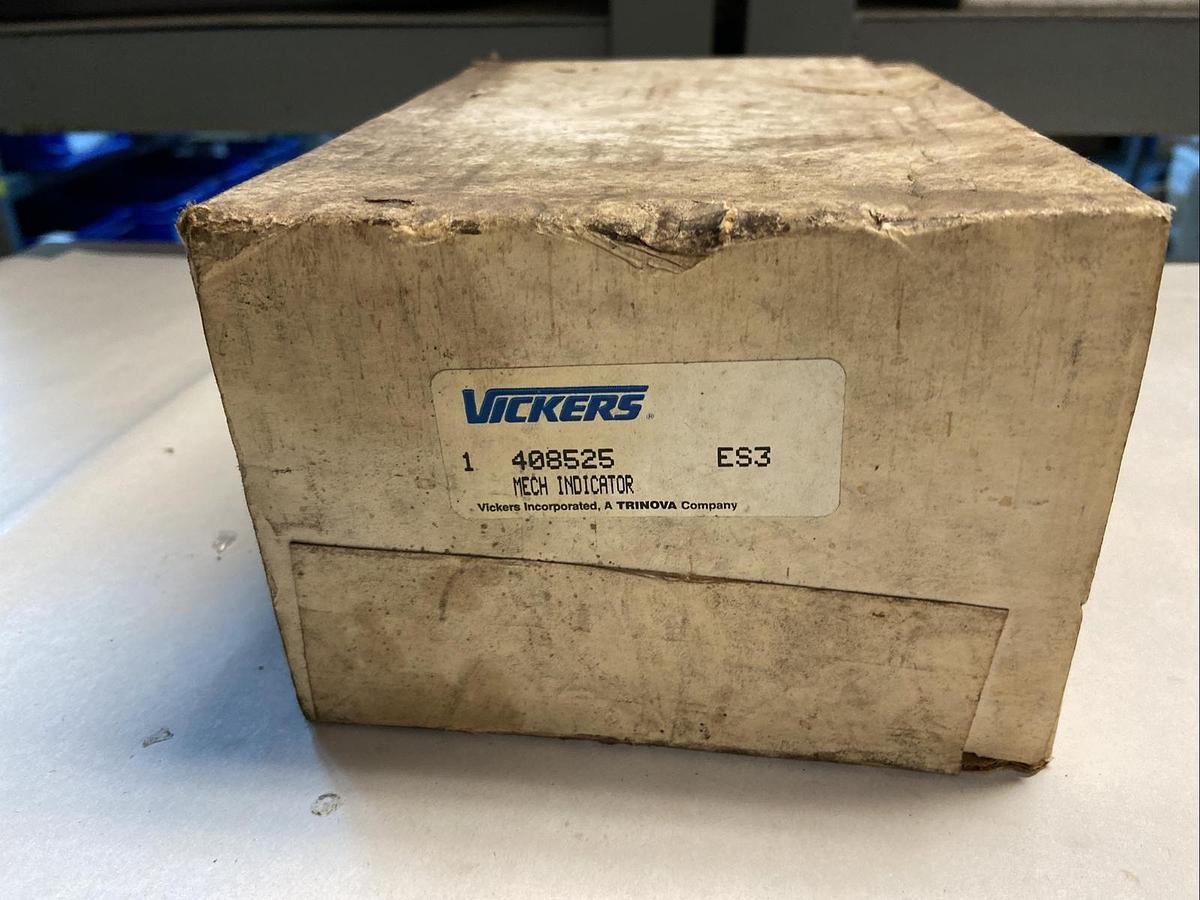 VICKERS®
1 408525 ES3
MECH INDICATOR
Vickers Incorporated, A TRINOVA Company